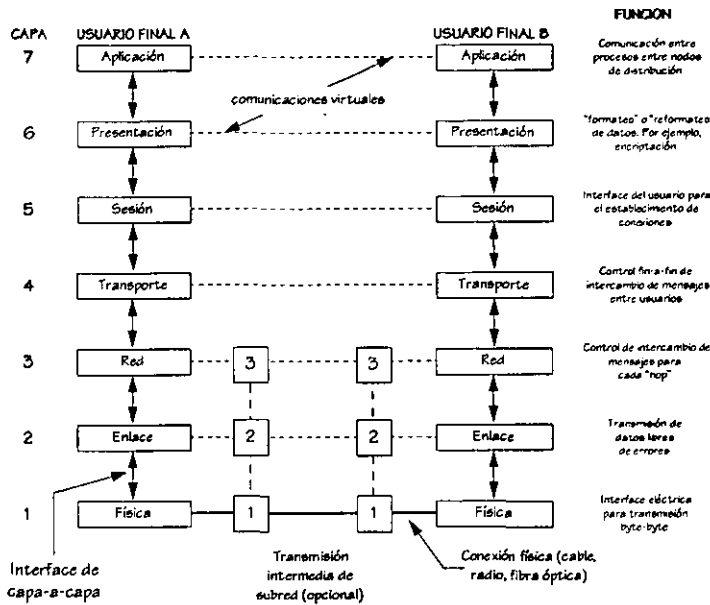 FUNCION
CAPA USUARIO FINAL A USUARIO FINAL B
7 Aplicación Aplicación
Comunicación entre
procesos entre nodos
de distribución
comunicaciones virtuales
6 Presentación Presentación
"formateo" o "reformateo
de datos. Por ejemplo,
encriptación
5 Sesión Sesión
Interface del usuario para
el establecimiento de
conexiones
4 Transporte Transporte
Control fin-a-fin de
intercambio de mensajes
entre usuarios
3 Red 3 3 Red
Control de intercambio de
mensajes para
cada "hop"
2 Enlace 2 2 Enlace
Transmisión de
datos libres
de errores
1 Física 1 1 Física
Interface eléctrica
para transmisión
byte-byte
Interface de
capa-a-capa
Transmisión
intermedia de
subred (opcional)
Conexión física (cable,
radio, fibra óptica)